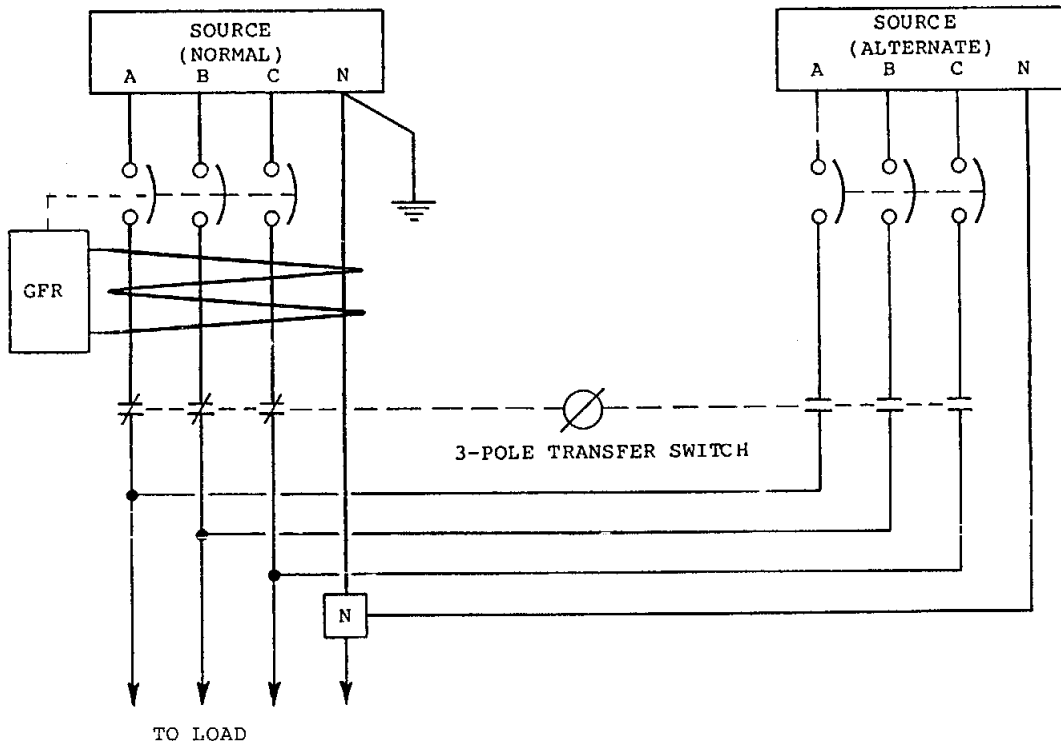 SOURCE
(NORMAL)
A B C N
SOURCE
(ALTERNATE)
A B C N
GFR
3-POLE TRANSFER SWITCH
N
TO LOAD